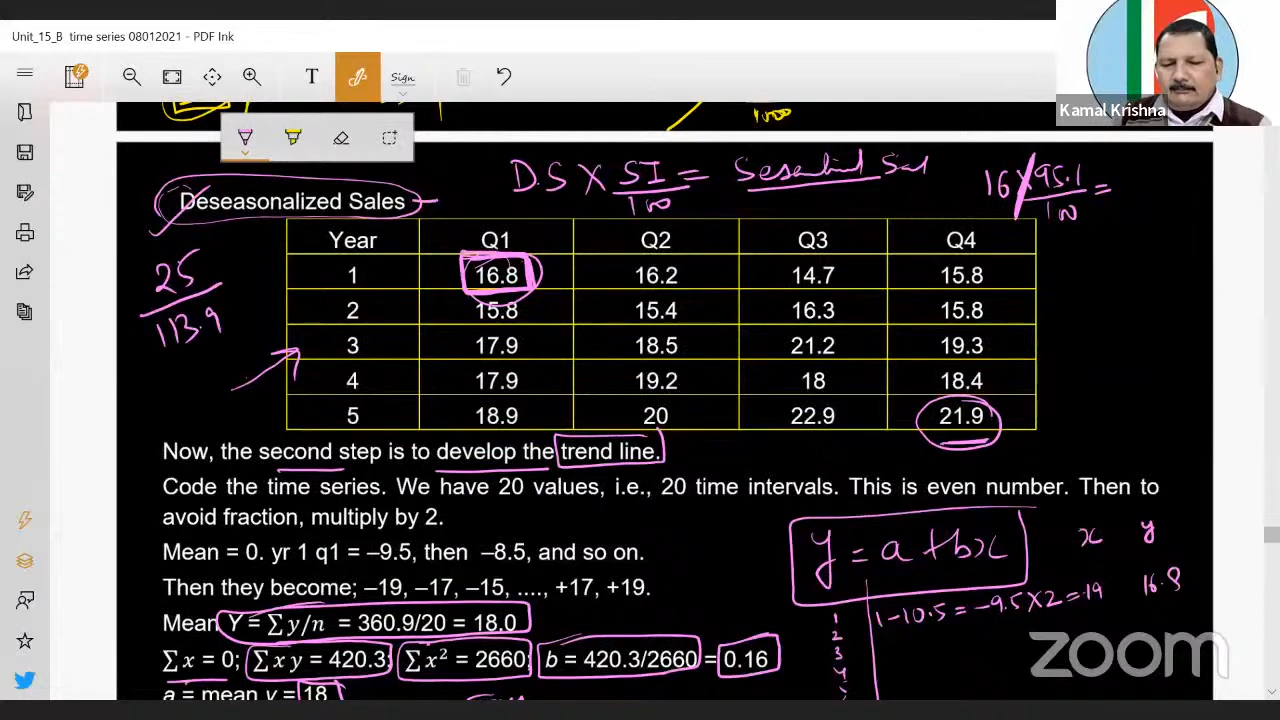 Unit_15_B time series 08012021 - PDF Ink
T
Sign
Kamal Krishna
D.S X SI/100 =
16 X 95.1/100 =
Deseasonalized Sales
25/113.9
Year Q1 Q2 Q3 Q4
1 16.8 16.2 14.7 15.8
2 15.8 15.4 16.3 15.8
3 17.9 18.5 21.2 19.3
4 17.9 19.2 18 18.4
5 18.9 20 22.9 21.9
Now, the second step is to develop the trend line.
Code the time series. We have 20 values, i.e., 20 time intervals. This is even number. Then to
avoid fraction, multiply by 2.
Mean = 0. yr 1 q1 = –9.5, then –8.5, and so on.
Then they become; –19, –17, –15, ...., +17, +19.
Mean Y = ∑ y/n = 360.9/20 = 18.0
∑ x = 0; ∑ x y = 420.3; ∑ x² = 2660; b = 420.3/2660 = 0.16
a = mean y = 18
y = a + bx
x y
1-10.5 = -9.5 X 2 = -19 16.8
1
2
3
4
zoom